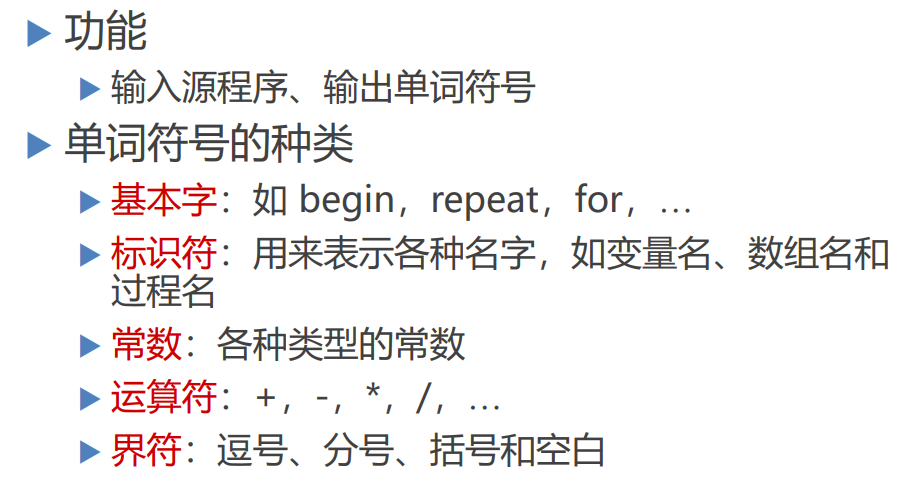 功能
输入源程序、输出单词符号
单词符号的种类
基本字：如 begin，repeat，for，…
标识符：用来表示各种名字，如变量名、数组名和
过程名
常数：各种类型的常数
运算符：+，-，*，/，…
界符：逗号、分号、括号和空白